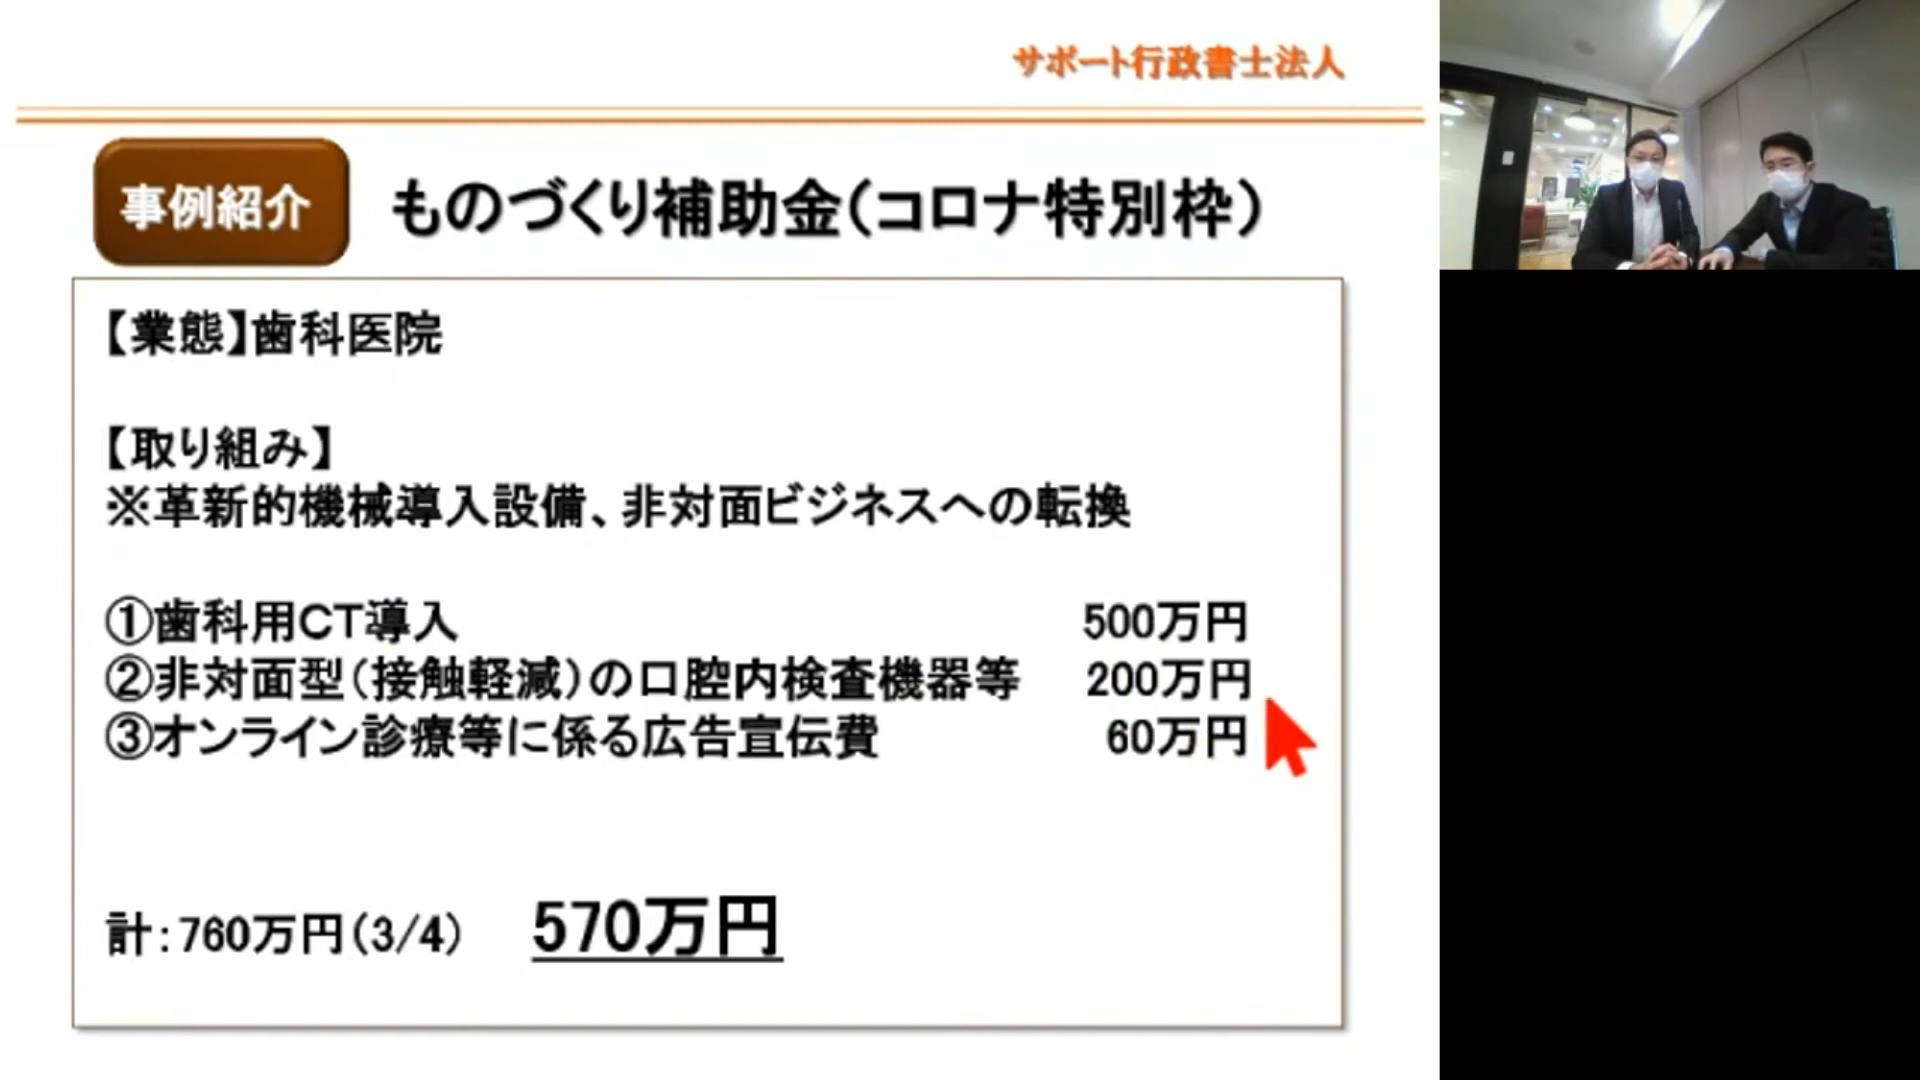 サポート行政書士法人
事例紹介
ものづくり補助金（コロナ特別枠）
【業態】歯科医院
【取り組み】
※革新的機械導入設備、非対面ビジネスへの転換
①歯科用CT導入 500万円
②非対面型（接触軽減）の口腔内検査機器等 200万円
③オンライン診療等に係る広告宣伝費 60万円
計：760万円（3/4） 570万円